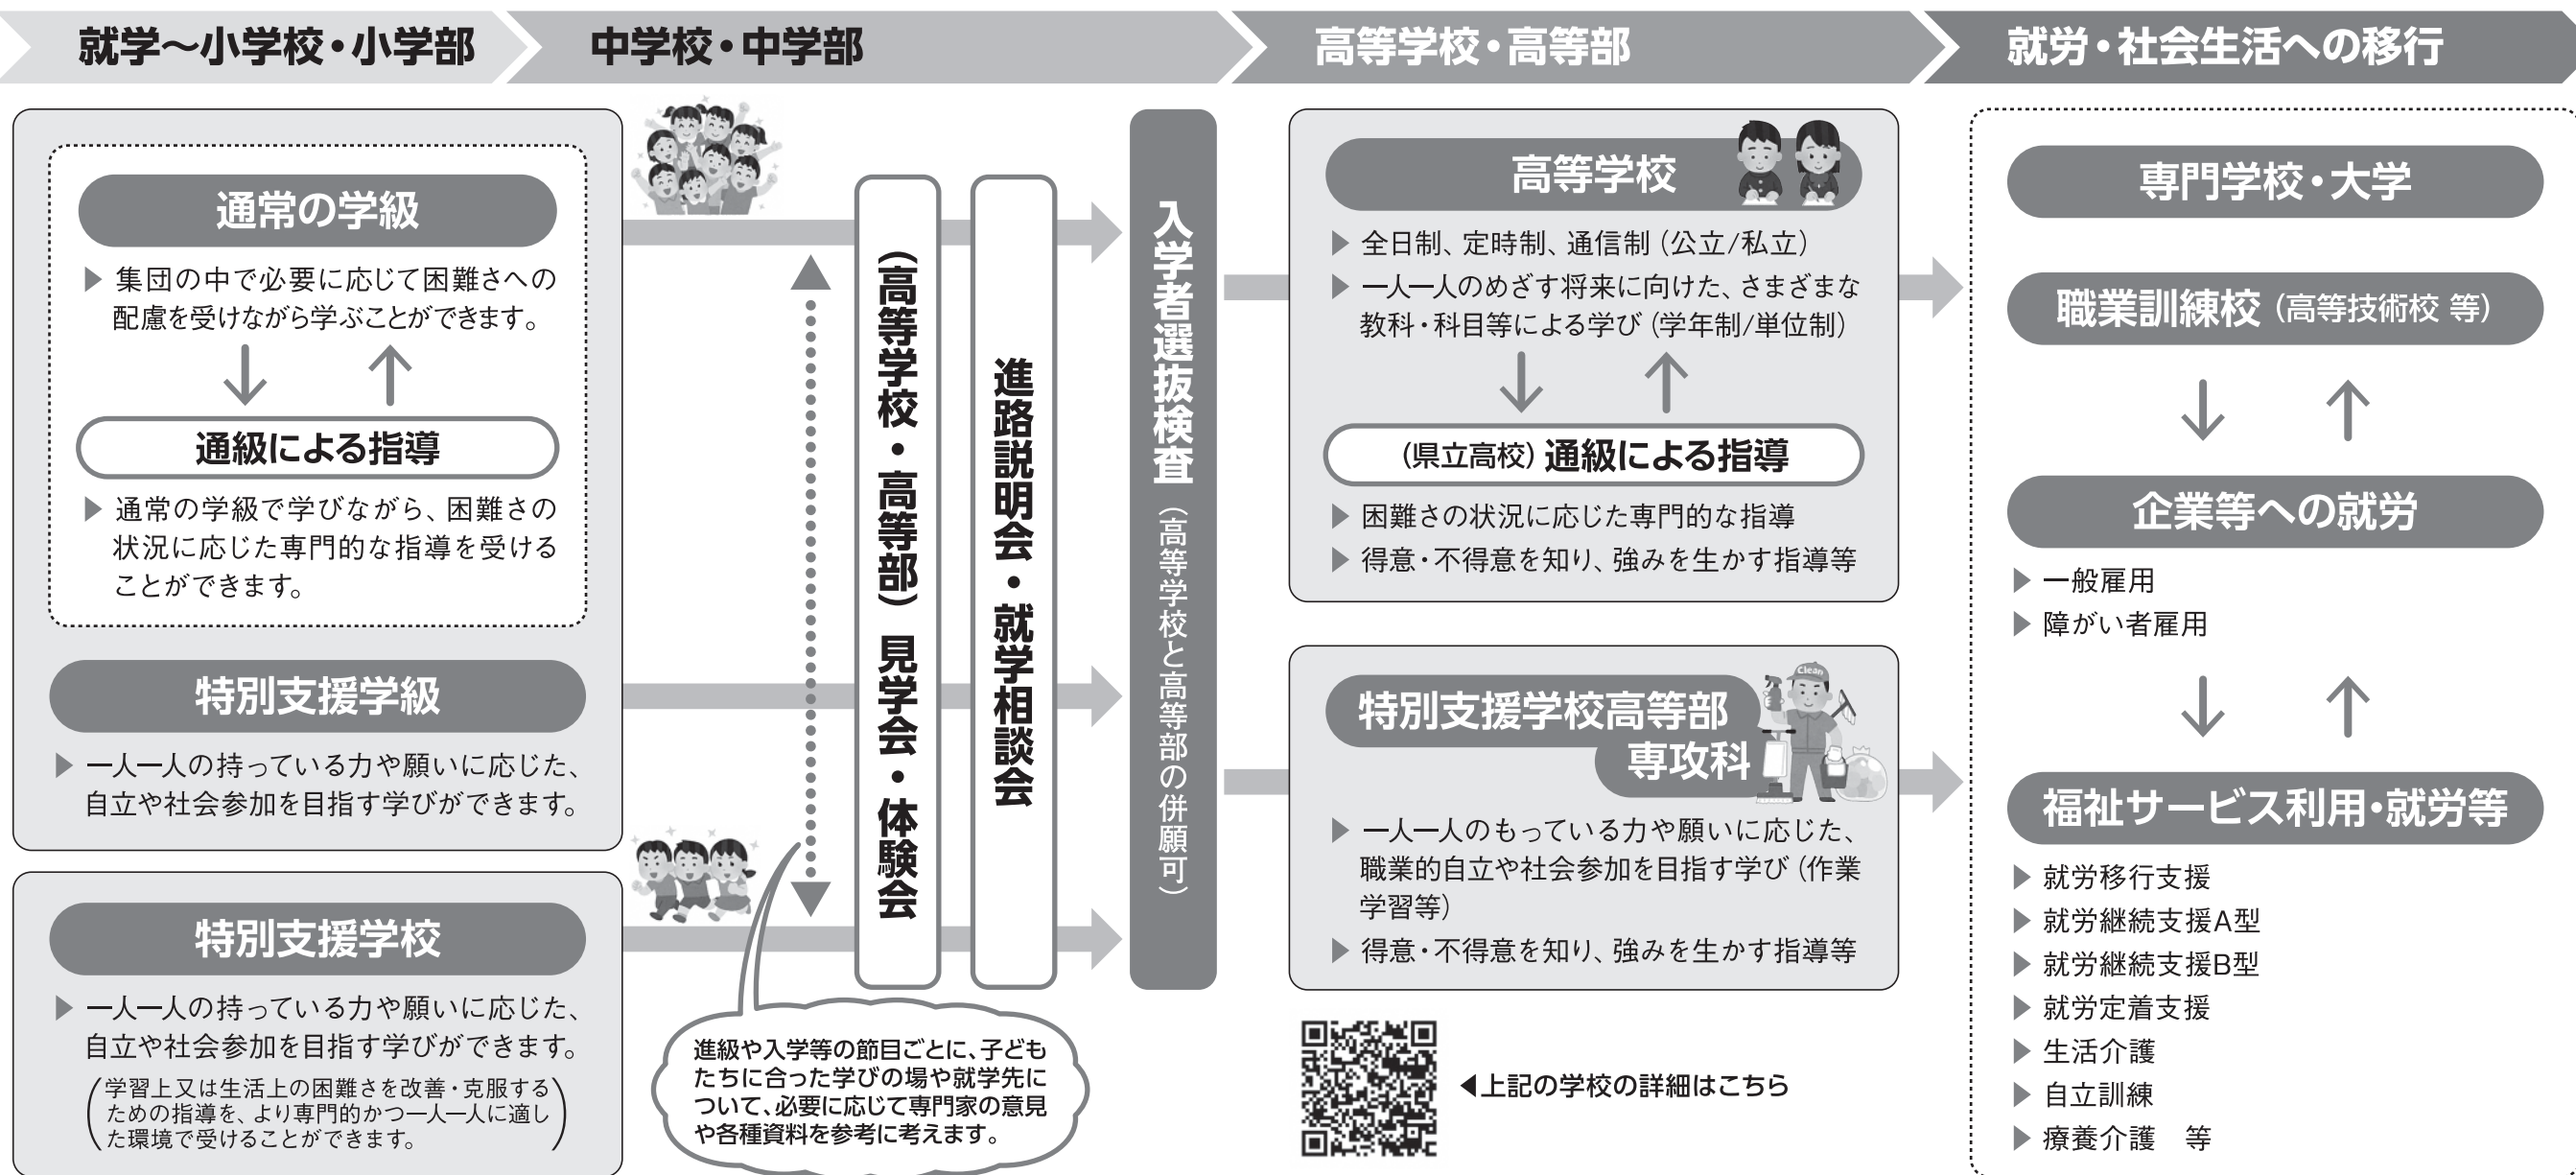 就学〜小学校・小学部
中学校・中学部
高等学校・高等部
就労・社会生活への移行
通常の学級
集団の中で必要に応じて困難さへの
配慮を受けながら学ぶことができます。
通級による指導
通常の学級で学びながら、困難さの
状況に応じた専門的な指導を受ける
ことができます。
特別支援学級
一人一人の持っている力や願いに応じた、
自立や社会参加を目指す学びができます。
特別支援学校
一人一人の持っている力や願いに応じた、
自立や社会参加を目指す学びができます。
(学習上又は生活上の困難さを改善・克服する
ための指導を、より専門的かつ一人一人に適し
た環境で受けることができます。)
(高等学校・高等部) 見学会・体験会
進路説明会・就学相談会
入学者選抜検査(高等学校と高等部の併願可)
進級や入学等の節目ごとに、子ども
たちに合った学びの場や就学先に
ついて、必要に応じて専門家の意見
や各種資料を参考に考えます。
高等学校
全日制、定時制、通信制(公立/私立)
一人一人のめざす将来に向けた、さまざまな
教科・科目等による学び(学年制/単位制)
(県立高校)通級による指導
困難さの状況に応じた専門的な指導
得意・不得意を知り、強みを生かす指導等
特別支援学校高等部
専攻科
Clean
一人一人のもっている力や願いに応じた、
職業的自立や社会参加を目指す学び(作業
学習等)
得意・不得意を知り、強みを生かす指導等
◀上記の学校の詳細はこちら
専門学校・大学
職業訓練校(高等技術校 等)
企業等への就労
一般雇用
障がい者雇用
福祉サービス利用・就労等
就労移行支援
就労継続支援A型
就労継続支援B型
就労定着支援
生活介護
自立訓練
療養介護 等